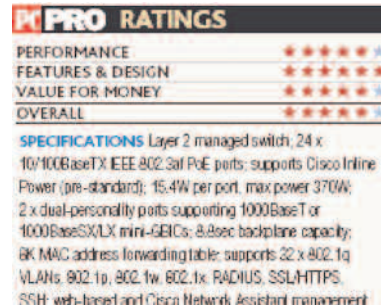 PC PRO RATINGS
PERFORMANCE
FEATURES & DESIGN
VALUE FOR MONEY
OVERALL
SPECIFICATIONS Layer 2 managed switch; 24 x
10/100BaseTX IEEE 802.3af PoE ports; supports Cisco Inline
Power (pre-standard); 15.4W per port, max power 370W;
2 x dual-personality ports supporting 1000BaseT or
1000BaseSX/LX mini-GBICs; 8.8sec backplane capacity;
8K MAC address forwarding table; supports 32 x 802.1q
VLANs, 802.1p, 802.1w, 802.1x, RADIUS, SSL/HTTPS,
SSH; web-based and Cisco Network Assistant management